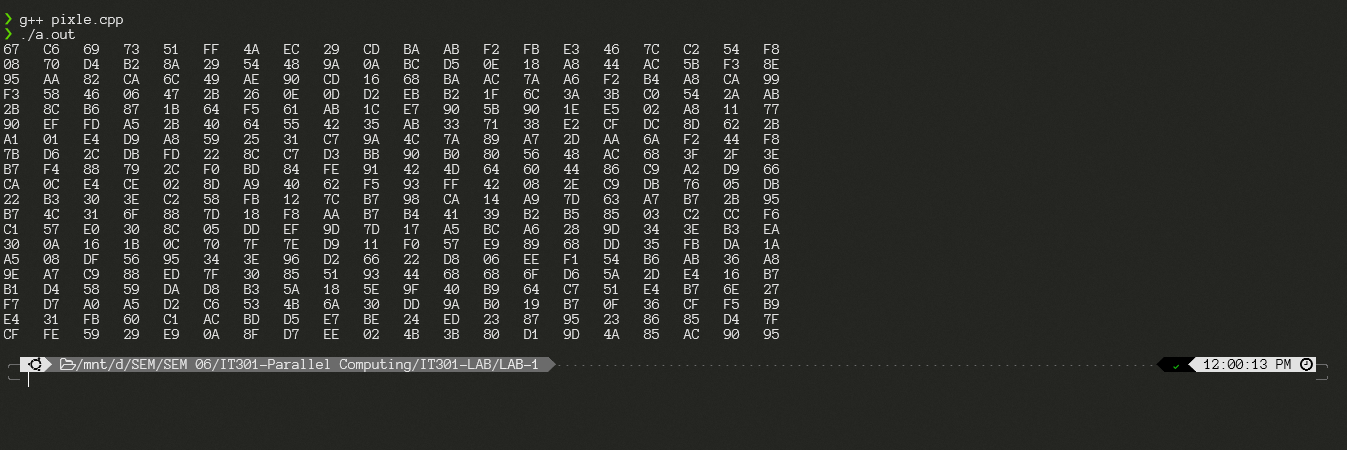 ❯ g++ pixle.cpp
❯ ./a.out
67 C6 69 73 51 FF 4A EC 29 CD BA AB F2 FB E3 46 7C C2 54 F8
08 70 D4 B2 8A 29 54 48 9A 0A BC D5 0E 18 A8 44 AC 5B F3 8E
95 AA 82 CA 6C 49 AE 90 CD 16 68 BA AC 7A A6 F2 B4 A8 CA 99
F3 58 46 06 47 2B 26 0E 0D D2 EB B2 1F 6C 3A 3B C0 54 2A AB
2B 8C B6 87 1B 64 F5 61 AB 1C E7 90 5B 90 1E E5 02 A8 11 77
90 EF FD A5 2B 40 64 55 42 35 AB 33 71 38 E2 CF DC 8D 62 2B
A1 01 E4 D9 A8 59 25 31 C7 9A 4C 7A 89 A7 2D AA 6A F2 44 F8
7B D6 2C DB FD 22 8C C7 D3 BB 90 B0 80 56 48 AC 68 3F 2F 3E
B7 F4 88 79 2C F0 BD 84 FE 91 42 4D 64 60 44 86 C9 A2 D9 66
CA 0C E4 CE 02 8D A9 40 62 F5 93 FF 42 08 2E C9 DB 76 05 DB
22 B3 30 3E C2 58 FB 12 7C B7 98 CA 14 A9 7D 63 A7 B7 2B 95
B7 4C 31 6F 88 7D 18 F8 AA B7 B4 41 39 B2 B5 85 03 C2 CC F6
C1 57 E0 30 8C 05 DD EF 9D 7D 17 A5 BC A6 28 9D 34 3E B3 EA
30 0A 16 1B 0C 70 7F 7E D9 11 F0 57 E9 89 68 DD 35 FB DA 1A
A5 08 DF 56 95 34 3E 96 D2 66 22 D8 06 EE F1 54 B6 AB 36 A8
9E A7 C9 88 ED 7F 30 85 51 93 44 68 68 6F D6 5A 2D E4 16 B7
B1 D4 58 59 DA D8 B3 5A 18 5E 9F 40 B9 64 C7 51 E4 B7 6E 27
F7 D7 A0 A5 D2 C6 53 4B 6A 30 DD 9A B0 19 B7 0F 36 CF F5 B9
E4 31 FB 60 C1 AC BD D5 E7 BE 24 ED 23 87 95 23 86 85 D4 7F
CF FE 59 29 E9 0A 8F D7 EE 02 4B 3B 80 D1 9D 4A 85 AC 90 95
/mnt/d/SEM/SEM 06/IT301-Parallel Computing/IT301-LAB/LAB-1 ✓ 12:00:13 PM